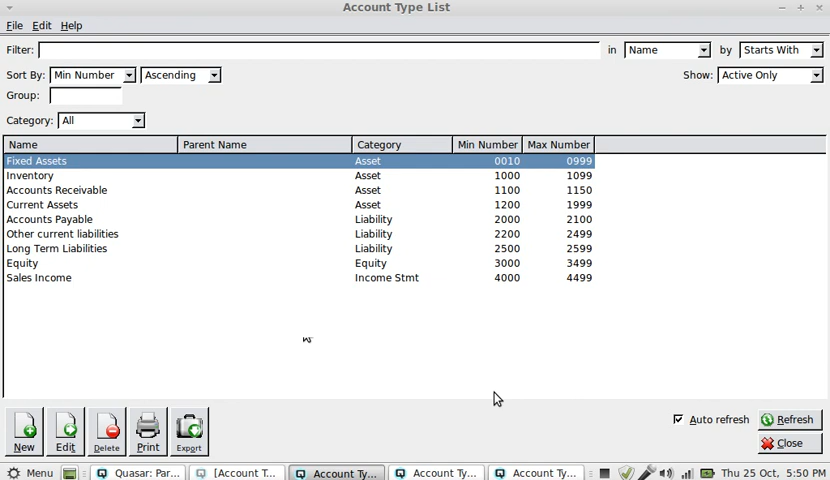 Account Type List
File Edit Help
Filter: in Name by Starts With
Sort By: Min Number Ascending Show: Active Only
Group:
Category: All
Name Parent Name Category Min Number Max Number
Fixed Assets Asset 0010 0999
Inventory Asset 1000 1099
Accounts Receivable Asset 1100 1150
Current Assets Asset 1200 1999
Accounts Payable Liability 2000 2100
Other current liabilities Liability 2200 2499
Long Term Liabilities Liability 2500 2599
Equity Equity 3000 3499
Sales Income Income Stmt 4000 4499
Auto refresh Refresh
New Edit Delete Print Export Close
Menu Quasar: Par... [Account T... Account Ty... Account Ty... Account Ty... Thu 25 Oct, 5:50 PM